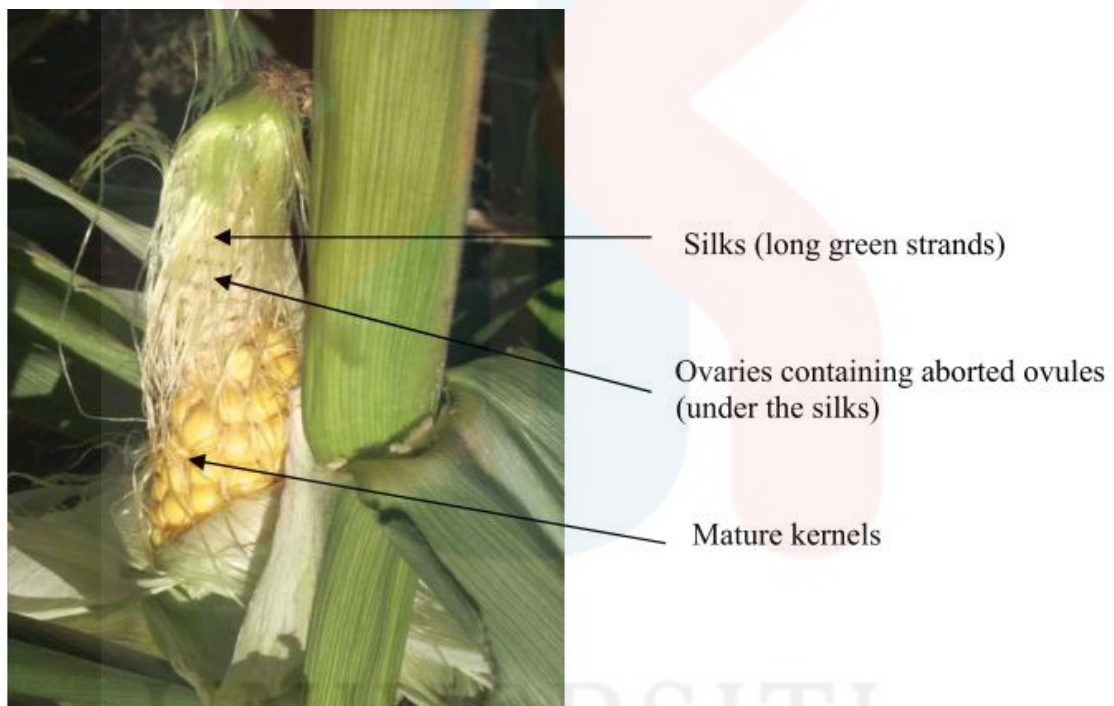 Silks (long green strands)
Ovaries containing aborted ovules
(under the silks)
Mature kernels